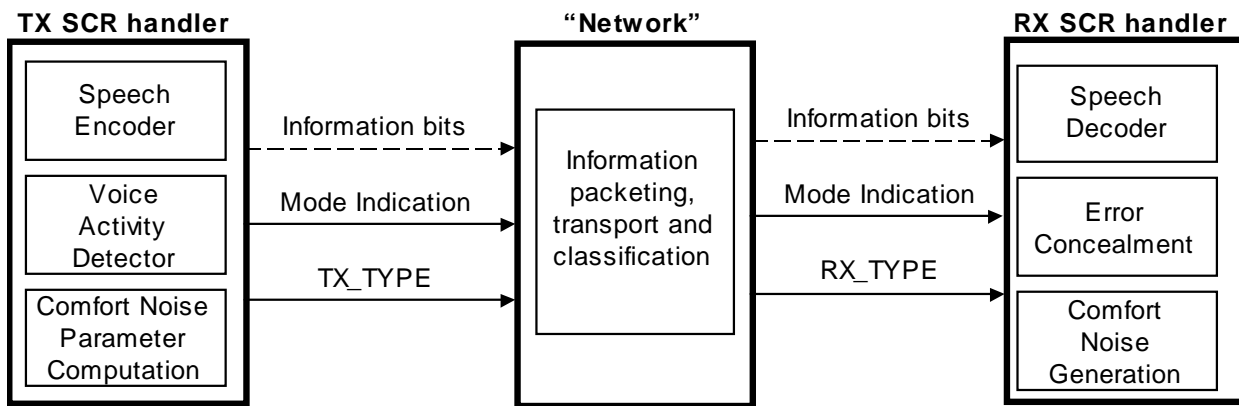 TX SCR handler
Speech
Encoder
Voice
Activity
Detector
Comfort Noise
Parameter
Computation
Information bits
Mode Indication
TX_TYPE
“Network”
Information
packeting,
transport and
classification
Information bits
Mode Indication
RX_TYPE
RX SCR handler
Speech
Decoder
Error
Concealment
Comfort
Noise
Generation